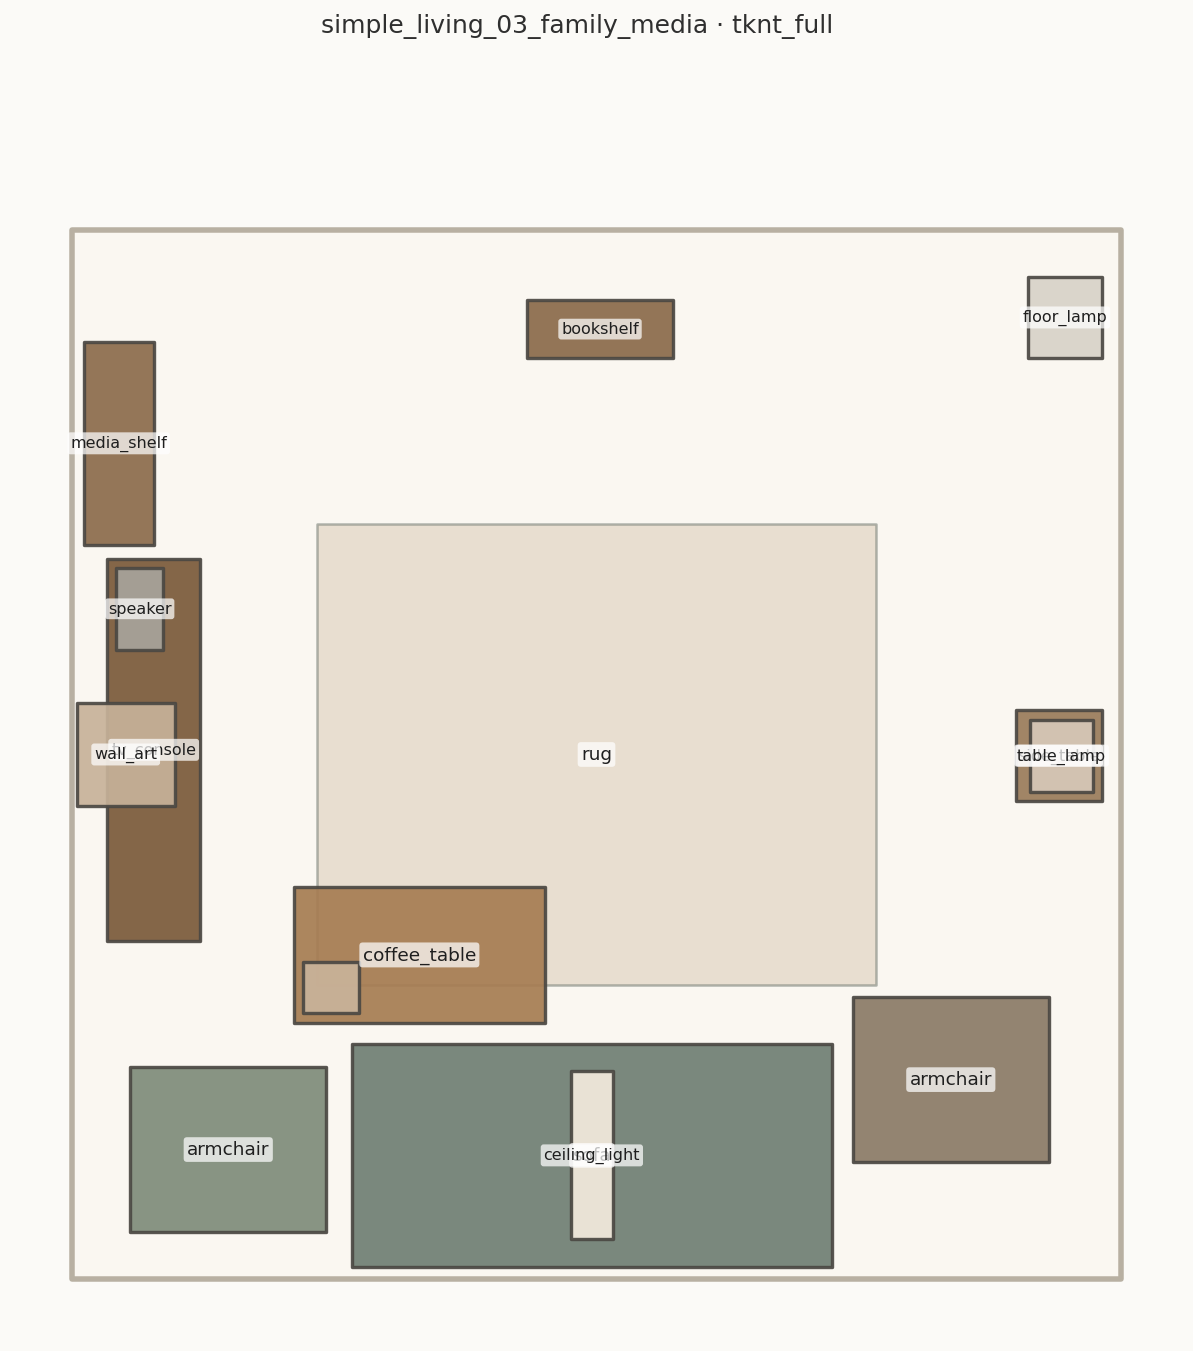 simple_living_03_family_media · tknt_full
floor_lamp
bookshelf
media_shelf
speaker
wall_art
rug
table_lamp
coffee_table
armchair
armchair
ceiling_light